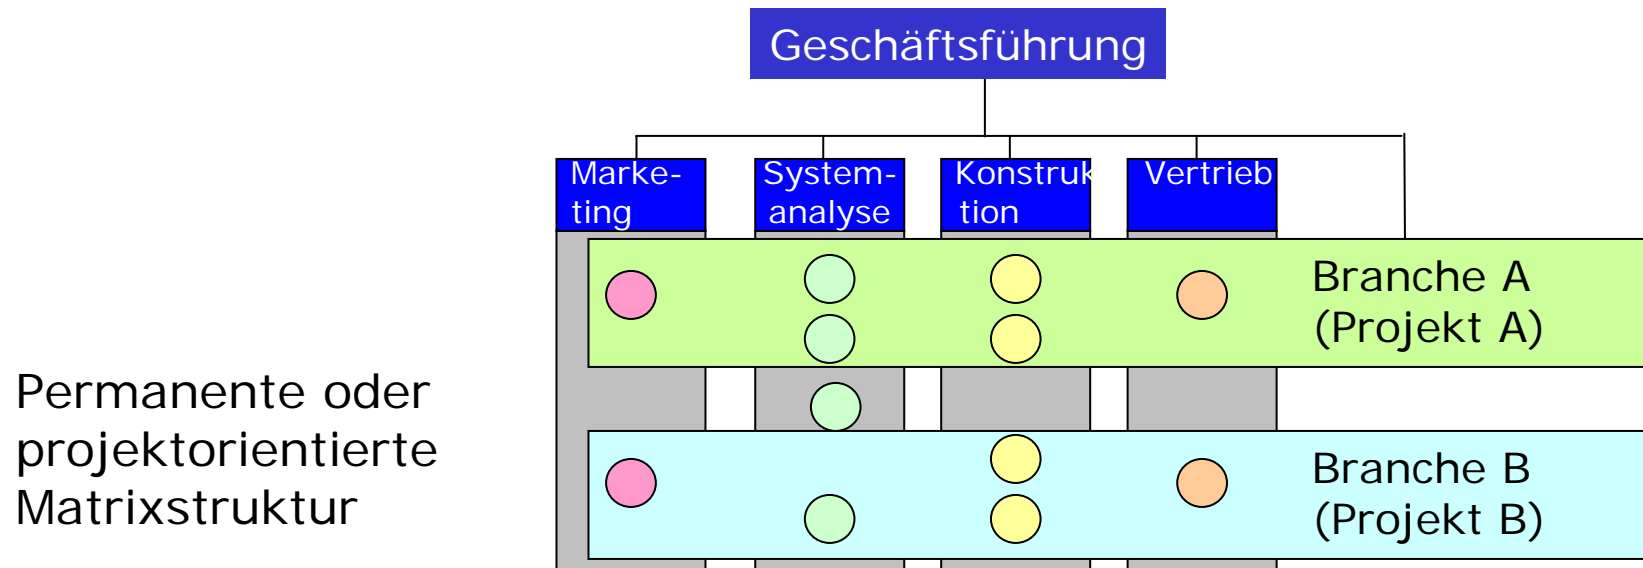 Geschäftsführung
Marke-
ting
System-
analyse
Konstruk
tion
Vertrieb
Branche A
(Projekt A)
Permanente oder
projektorientierte
Matrixstruktur
Branche B
(Projekt B)